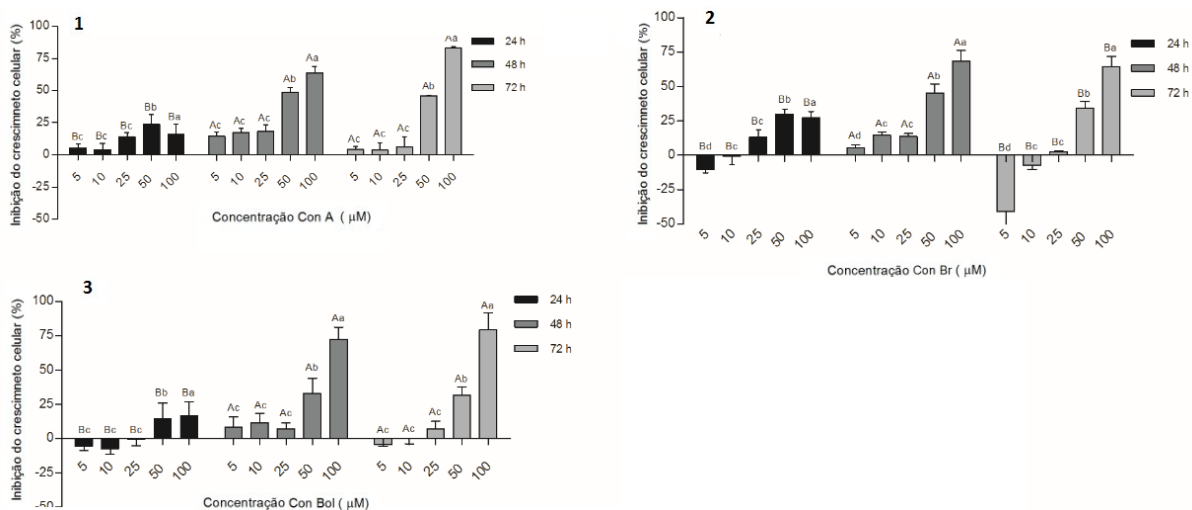 1
100
75
50
25
0
-25
-50
Inibição do crescimneto celular (%)
24 h
48 h
72 h
Bc Bc Bc Bb Ba Ac Ac Ac Ab Aa Ac Ac Ac Ab Aa
5 10 25 50 100 5 10 25 50 100 5 10 25 50 100
Concentração Con A ( μM)
2
100
75
50
25
0
-25
-50
Inibição do crescimneto celular (%)
24 h
48 h
72 h
Bd Bc Bc Bb Ba Ad Ac Ac Ab Aa Bd Bc Bc Bb Ba
5 10 25 50 100 5 10 25 50 100 5 10 25 50 100
Concentração Con Br ( μM)
3
100
75
50
25
0
-25
-50
Inibição do crescimneto celular (%)
24 h
48 h
72 h
Bc Bc Bc Bb Ba Ac Ac Ac Ab Aa Ac Ac Ac Ab Aa
5 10 25 50 100 5 10 25 50 100 5 10 25 50 100
Concentração Con Bol ( μM)